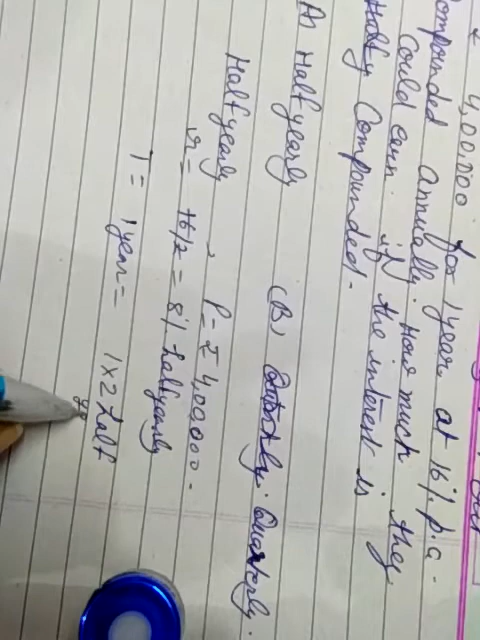 ₹ 4,00,000 for 1 year at 16% p.a.
Compounded annually. How much they
Could earn if the interest is
Compounded.
A) Half yearly (B) Quarterly.
Half yearly, P = ₹ 4,00,000.
r = 16/2 = 8% half yearly
T = 1 year = 1×2 half